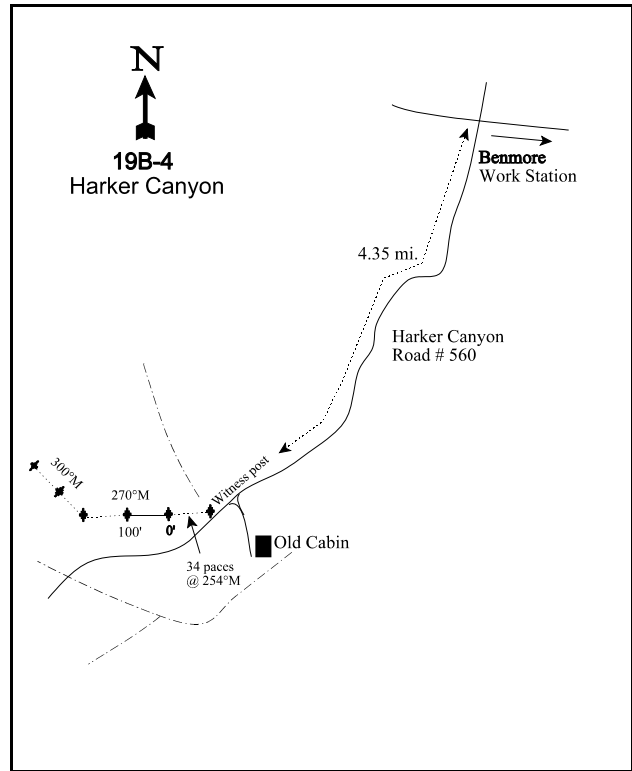 N
19B-4
Harker Canyon
Benmore
Work Station
4.35 mi.
Harker Canyon
Road # 560
300°M
270°M
Witness post
100'
0'
Old Cabin
34 paces
@ 254°M